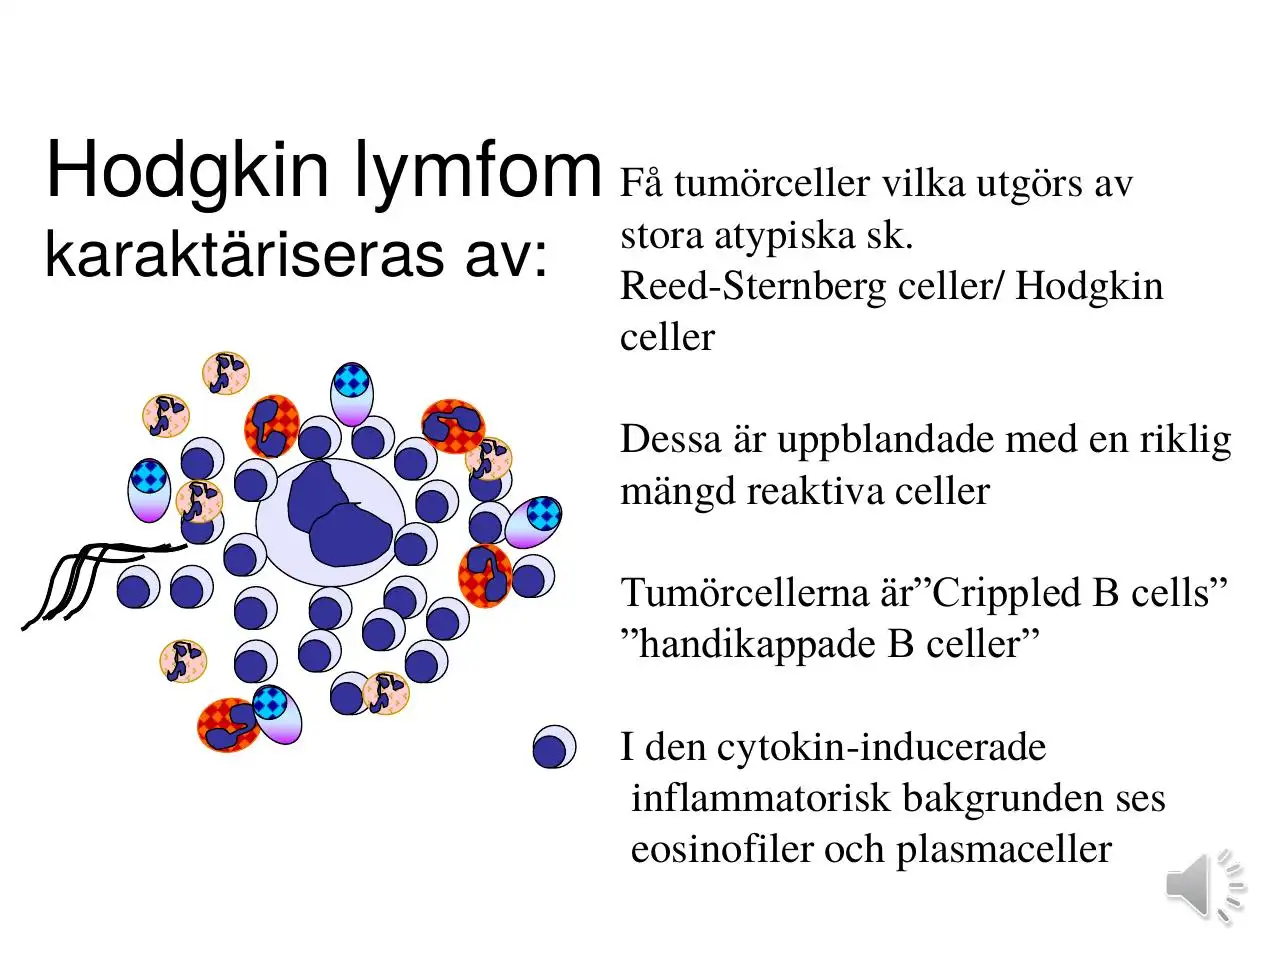 Hodgkin lymfom
karaktäriseras av:
Få tumörceller vilka utgörs av
stora atypiska sk.
Reed-Sternberg celler/ Hodgkin
celler
Dessa är uppblandade med en riklig
mängd reaktiva celler
Tumörcellerna är”Crippled B cells”
”handikappade B celler”
I den cytokin-inducerade
inflammatorisk bakgrunden ses
eosinofiler och plasmaceller